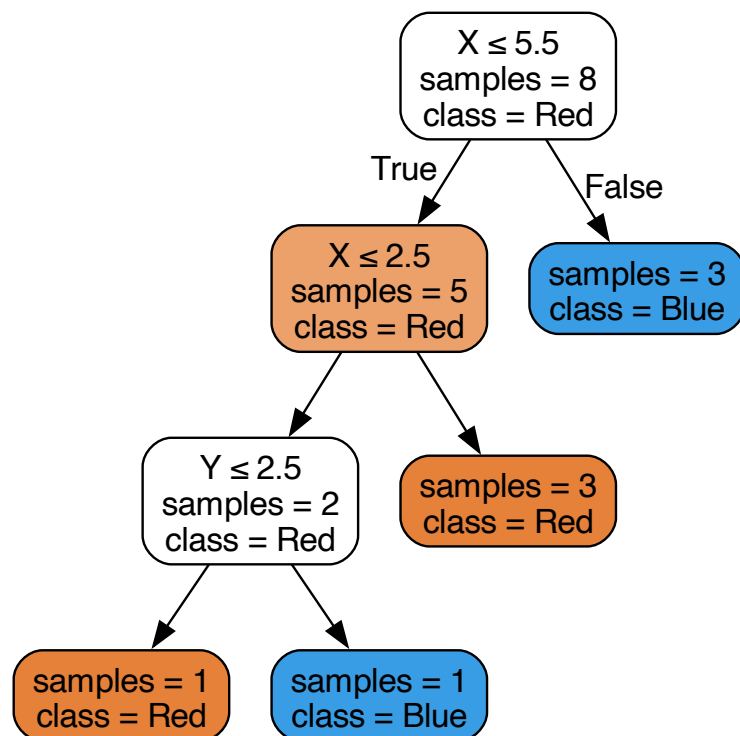 X ≤ 5.5
samples = 8
class = Red
True
False
X ≤ 2.5
samples = 5
class = Red
samples = 3
class = Blue
Y ≤ 2.5
samples = 2
class = Red
samples = 3
class = Red
samples = 1
class = Red
samples = 1
class = Blue